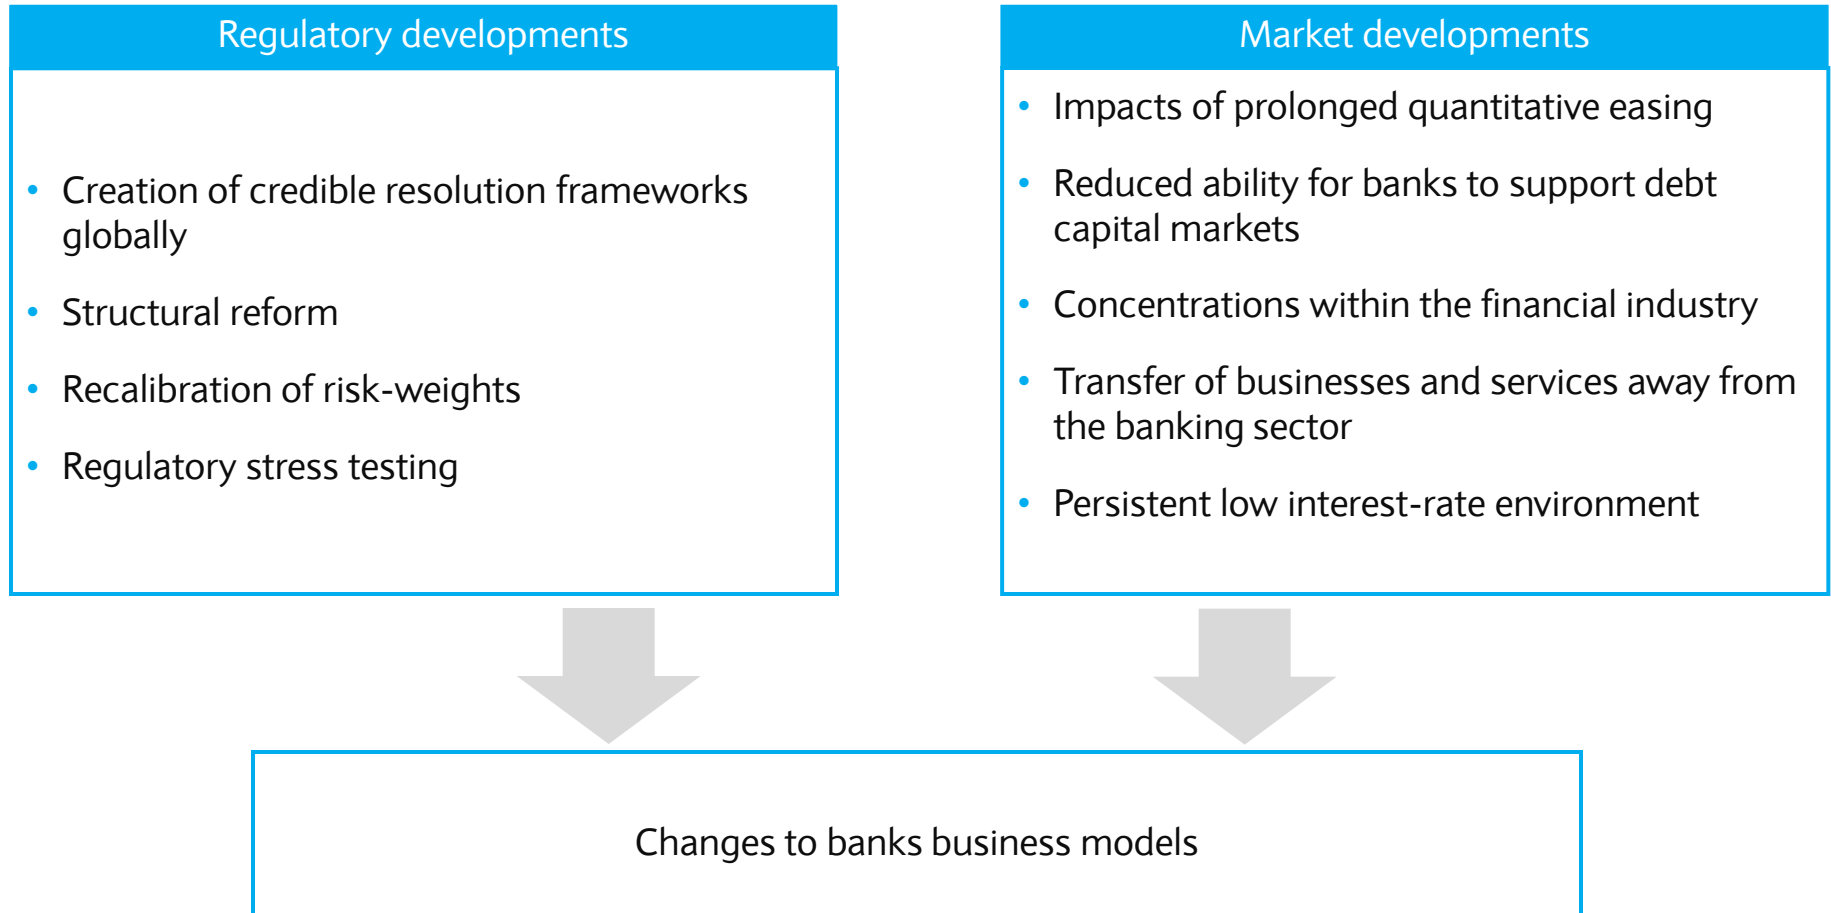 Regulatory developments
• Creation of credible resolution frameworks
globally
• Structural reform
• Recalibration of risk-weights
• Regulatory stress testing
Market developments
• Impacts of prolonged quantitative easing
• Reduced ability for banks to support debt
capital markets
• Concentrations within the financial industry
• Transfer of businesses and services away from
the banking sector
• Persistent low interest-rate environment
Changes to banks business models